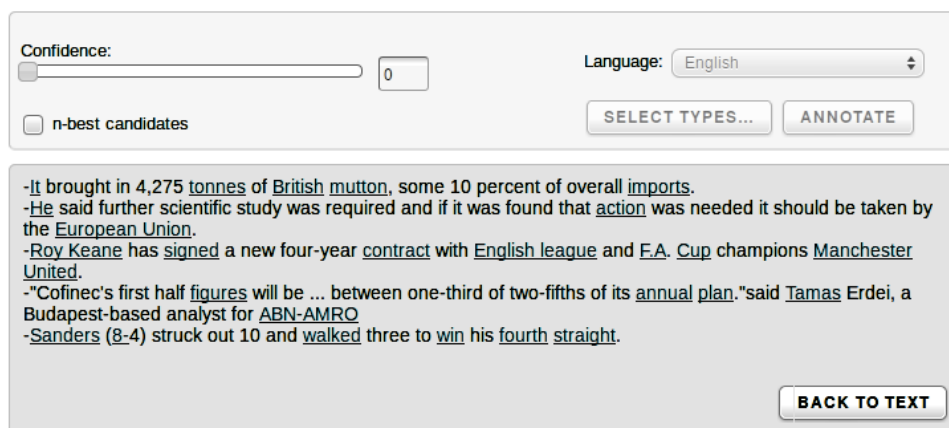 Confidence:
0
Language: English
n-best candidates
SELECT TYPES...
ANNOTATE
-It brought in 4,275 tonnes of British mutton, some 10 percent of overall imports.
-He said further scientific study was required and if it was found that action was needed it should be taken by
the European Union.
-Roy Keane has signed a new four-year contract with English league and F.A. Cup champions Manchester
United.
-"Cofinec's first half figures will be ... between one-third of two-fifths of its annual plan."said Tamas Erdei, a
Budapest-based analyst for ABN-AMRO
-Sanders (8-4) struck out 10 and walked three to win his fourth straight.
BACK TO TEXT